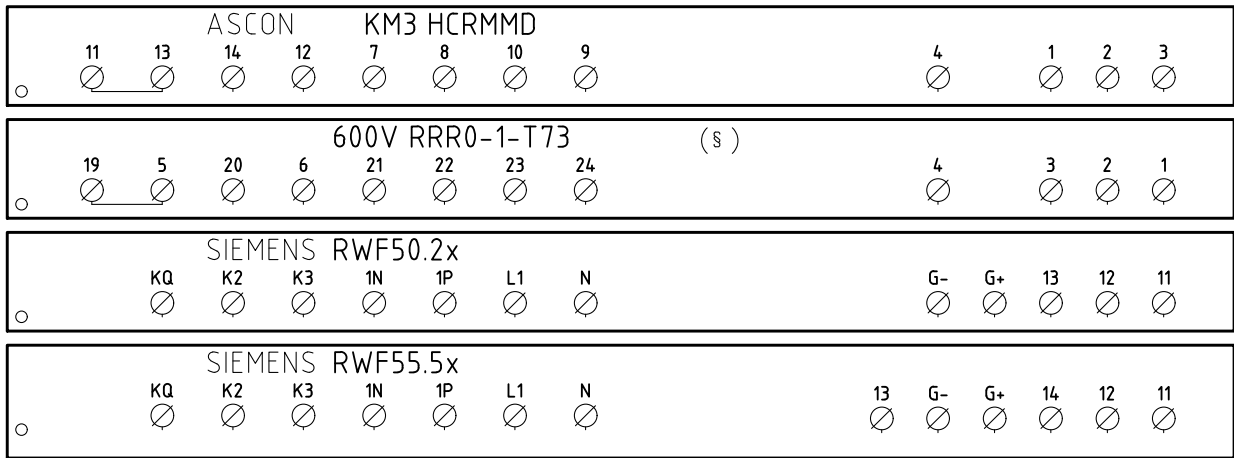 ASCON KM3 HCRMMD
11 13 14 12 7 8 10 9 4 1 2 3
600V RRR0-1-T73 (§)
19 5 20 6 21 22 23 24 4 3 2 1
SIEMENS RWF50.2x
KQ K2 K3 1N 1P L1 N G- G+ 13 12 11
SIEMENS RWF55.5x
KQ K2 K3 1N 1P L1 N 13 G- G+ 14 12 11